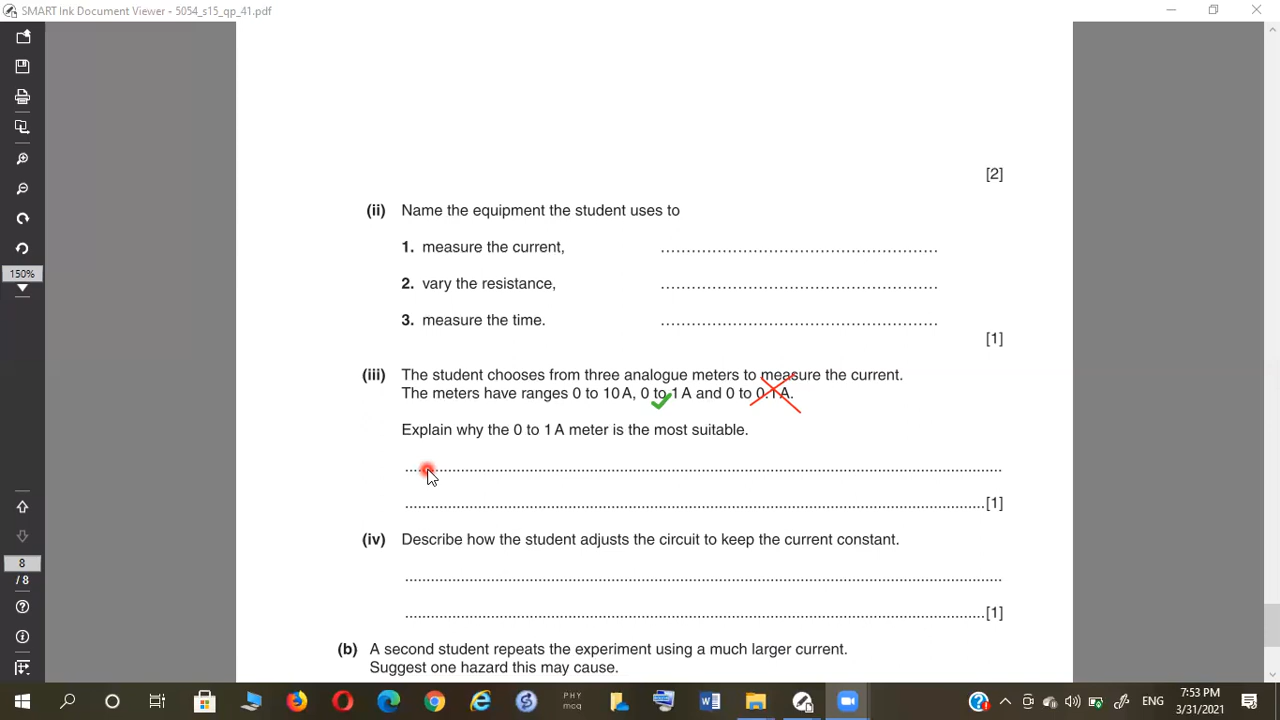 SMART Ink Document Viewer - 5054_s15_qp_41.pdf
[2]
(ii) Name the equipment the student uses to
1. measure the current, ......................................................
2. vary the resistance, ......................................................
3. measure the time. ......................................................
[1]
(iii) The student chooses from three analogue meters to measure the current.
The meters have ranges 0 to 10 A, 0 to 1 A and 0 to 0.1 A.
Explain why the 0 to 1 A meter is the most suitable.
..........................................................................................................................................
......................................................................................................................................[1]
(iv) Describe how the student adjusts the circuit to keep the current constant.
..........................................................................................................................................
......................................................................................................................................[1]
(b) A second student repeats the experiment using a much larger current.
Suggest one hazard this may cause.
150%
8
/ 8
PHY
mcq
ENG
7:53 PM
3/31/2021